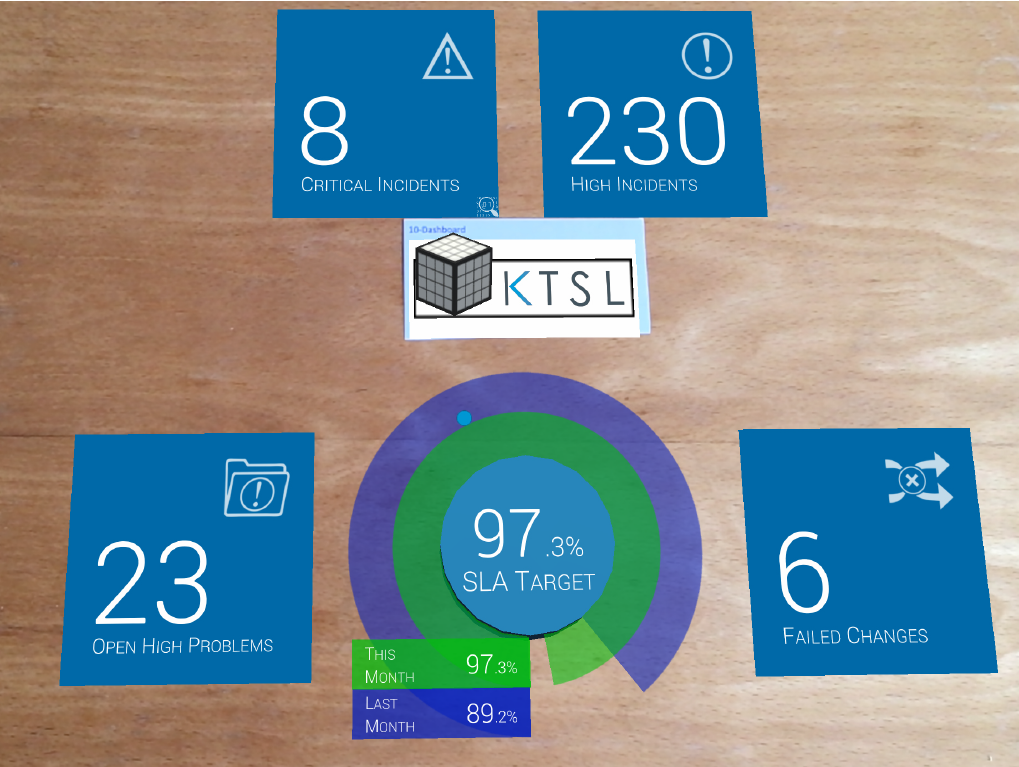 8
CRITICAL INCIDENTS
230
HIGH INCIDENTS
10-Dashboard
KTSL
23
OPEN HIGH PROBLEMS
97.3%
SLA TARGET
THIS MONTH 97.3%
LAST MONTH 89.2%
6
FAILED CHANGES